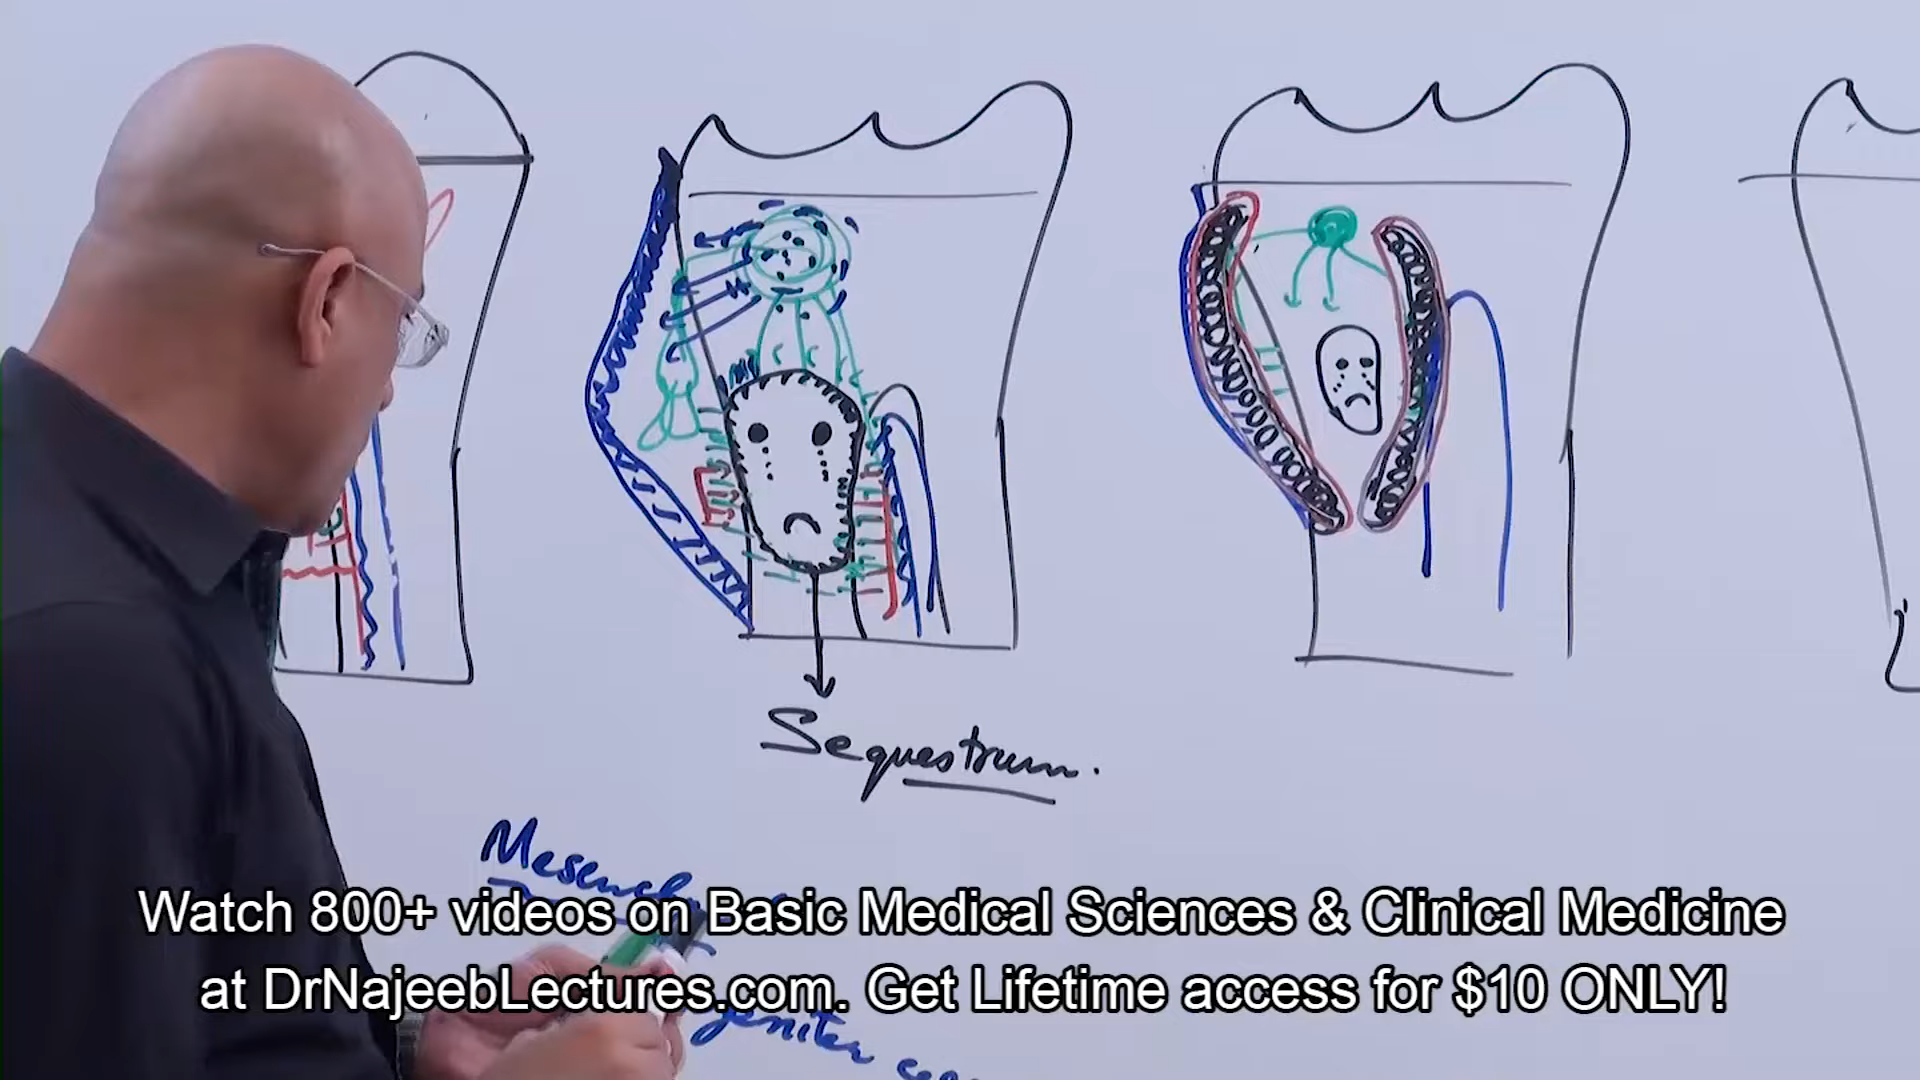 Sequestrum.
Watch 800+ videos on Basic Medical Sciences & Clinical Medicine
at DrNajeebLectures.com. Get Lifetime access for $10 ONLY!